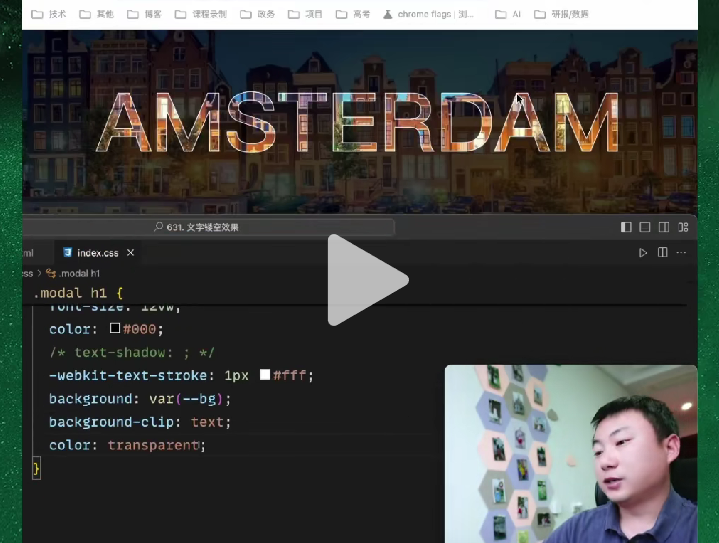 技术 其他 博客 课程录制 政务 项目 高考 chrome flags | 浏... AI 研报/数据
AMSTERDAM
631. 文字镂空效果
ml index.css
css > .modal h1
.modal h1 {
font-size: 12vw;
color: #000;
/* text-shadow: ; */
-webkit-text-stroke: 1px #fff;
background: var(--bg);
background-clip: text;
color: transparent;
}